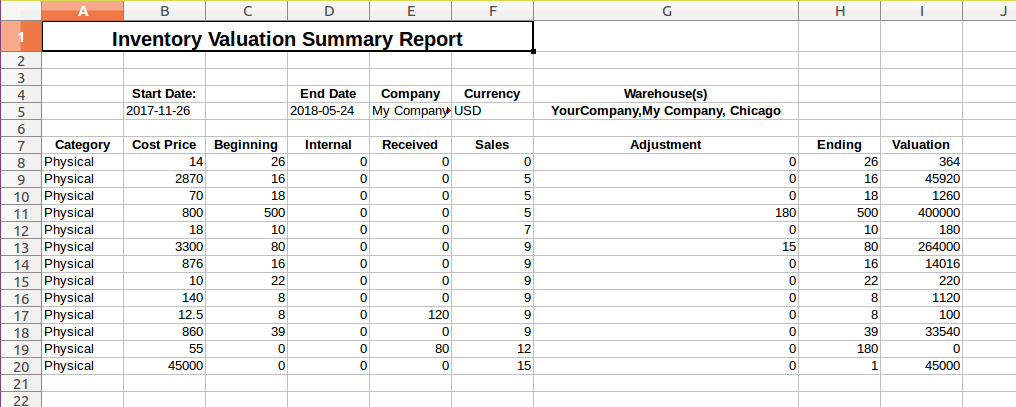 A B C D E F G H I J
1 Inventory Valuation Summary Report
2
3
4 Start Date: End Date Company Currency Warehouse(s)
5 2017-11-26 2018-05-24 My Company USD YourCompany,My Company, Chicago
6
7 Category Cost Price Beginning Internal Received Sales Adjustment Ending Valuation
8 Physical 14 26 0 0 0 0 26 364
9 Physical 2870 16 0 0 5 0 16 45920
10 Physical 70 18 0 0 5 0 18 1260
11 Physical 800 500 0 0 5 180 500 400000
12 Physical 18 10 0 0 7 0 10 180
13 Physical 3300 80 0 0 9 15 80 264000
14 Physical 876 16 0 0 9 0 16 14016
15 Physical 10 22 0 0 9 0 22 220
16 Physical 140 8 0 0 9 0 8 1120
17 Physical 12.5 8 0 120 9 0 8 100
18 Physical 860 39 0 0 9 0 39 33540
19 Physical 55 0 0 80 12 0 180 0
20 Physical 45000 0 0 0 15 0 1 45000
21
22